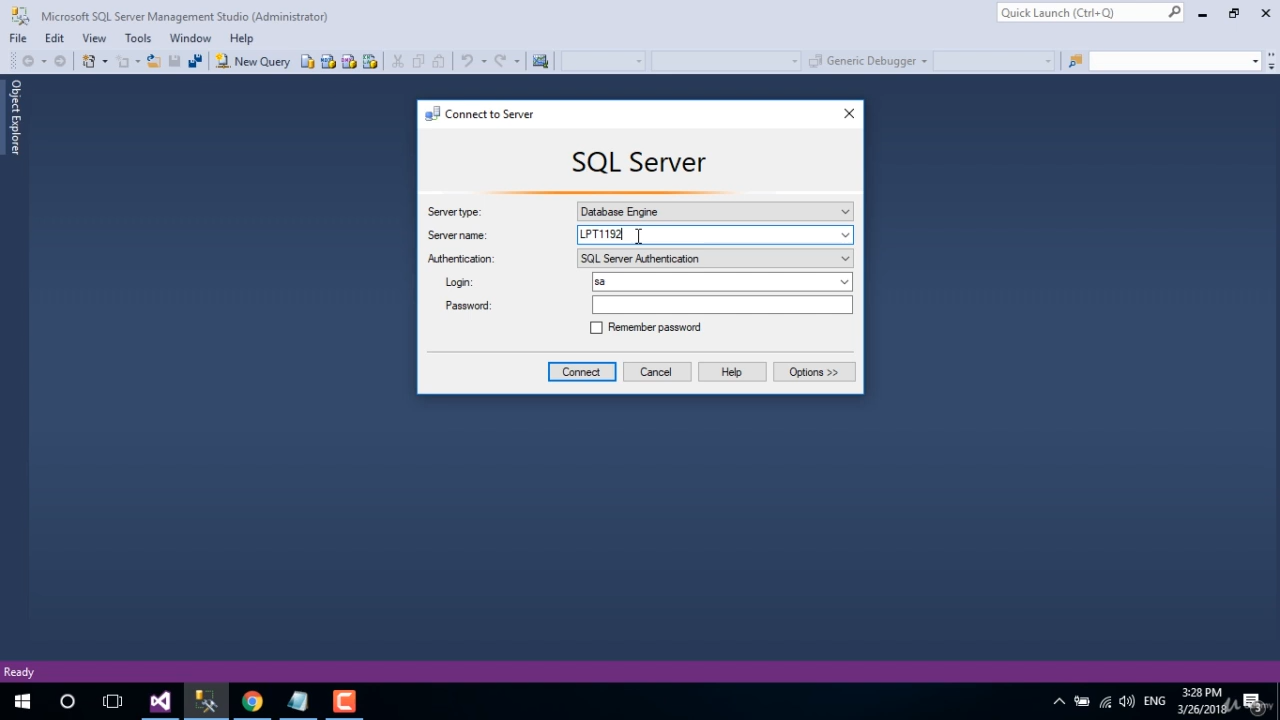 Microsoft SQL Server Management Studio (Administrator)
Quick Launch (Ctrl+Q)
File Edit View Tools Window Help
New Query
Generic Debugger
Object Explorer
Connect to Server
SQL Server
Server type: Database Engine
Server name: LPT1192
Authentication: SQL Server Authentication
Login: sa
Password:
Remember password
Connect Cancel Help Options >>
Ready
ENG
3:28 PM
3/26/2018
3